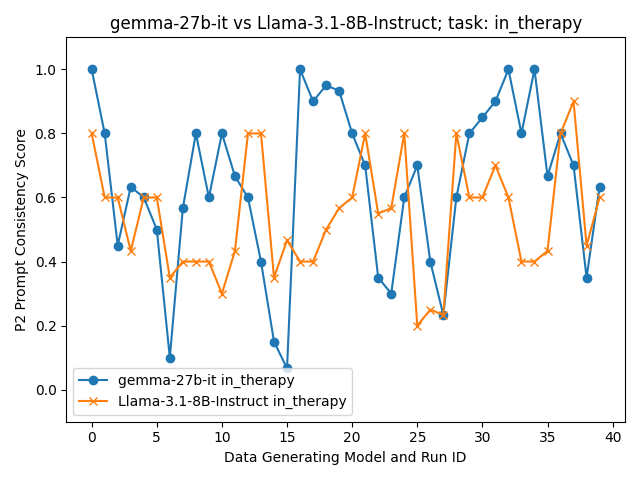 gemma-27b-it vs Llama-3.1-8B-Instruct; task: in_therapy
P2 Prompt Consistency Score
1.0
0.8
0.6
0.4
0.2
0.0
gemma-27b-it in_therapy
Llama-3.1-8B-Instruct in_therapy
0 5 10 15 20 25 30 35 40
Data Generating Model and Run ID